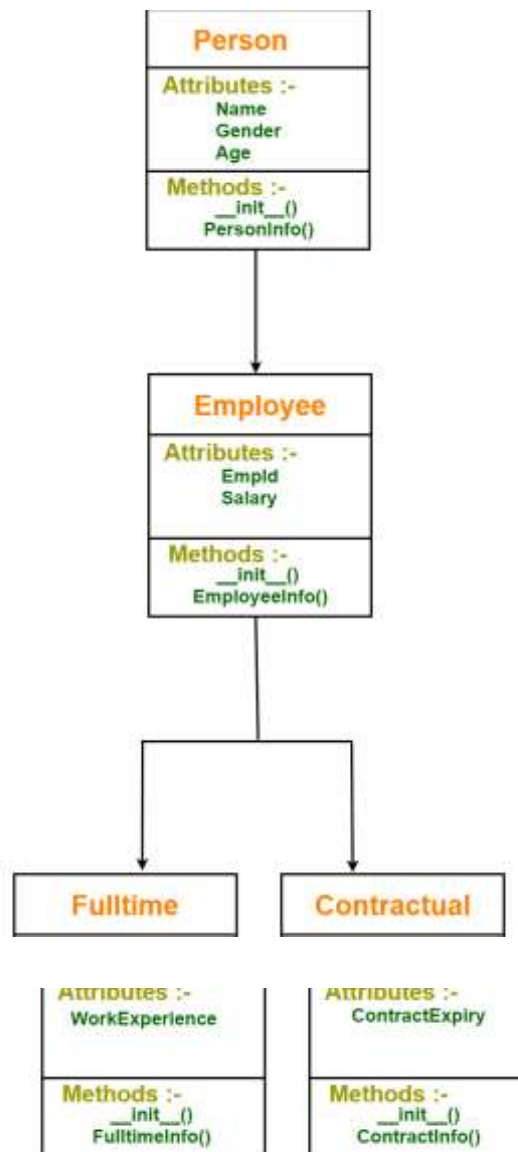 Person
Attributes :-
Name
Gender
Age
Methods :-
__init__()
PersonInfo()
Employee
Attributes :-
EmpId
Salary
Methods :-
__init__()
EmployeeInfo()
Fulltime
Contractual
Attributes :-
WorkExperience
Methods :-
__init__()
FulltimeInfo()
Attributes :-
ContractExpiry
Methods :-
__init__()
ContractInfo()